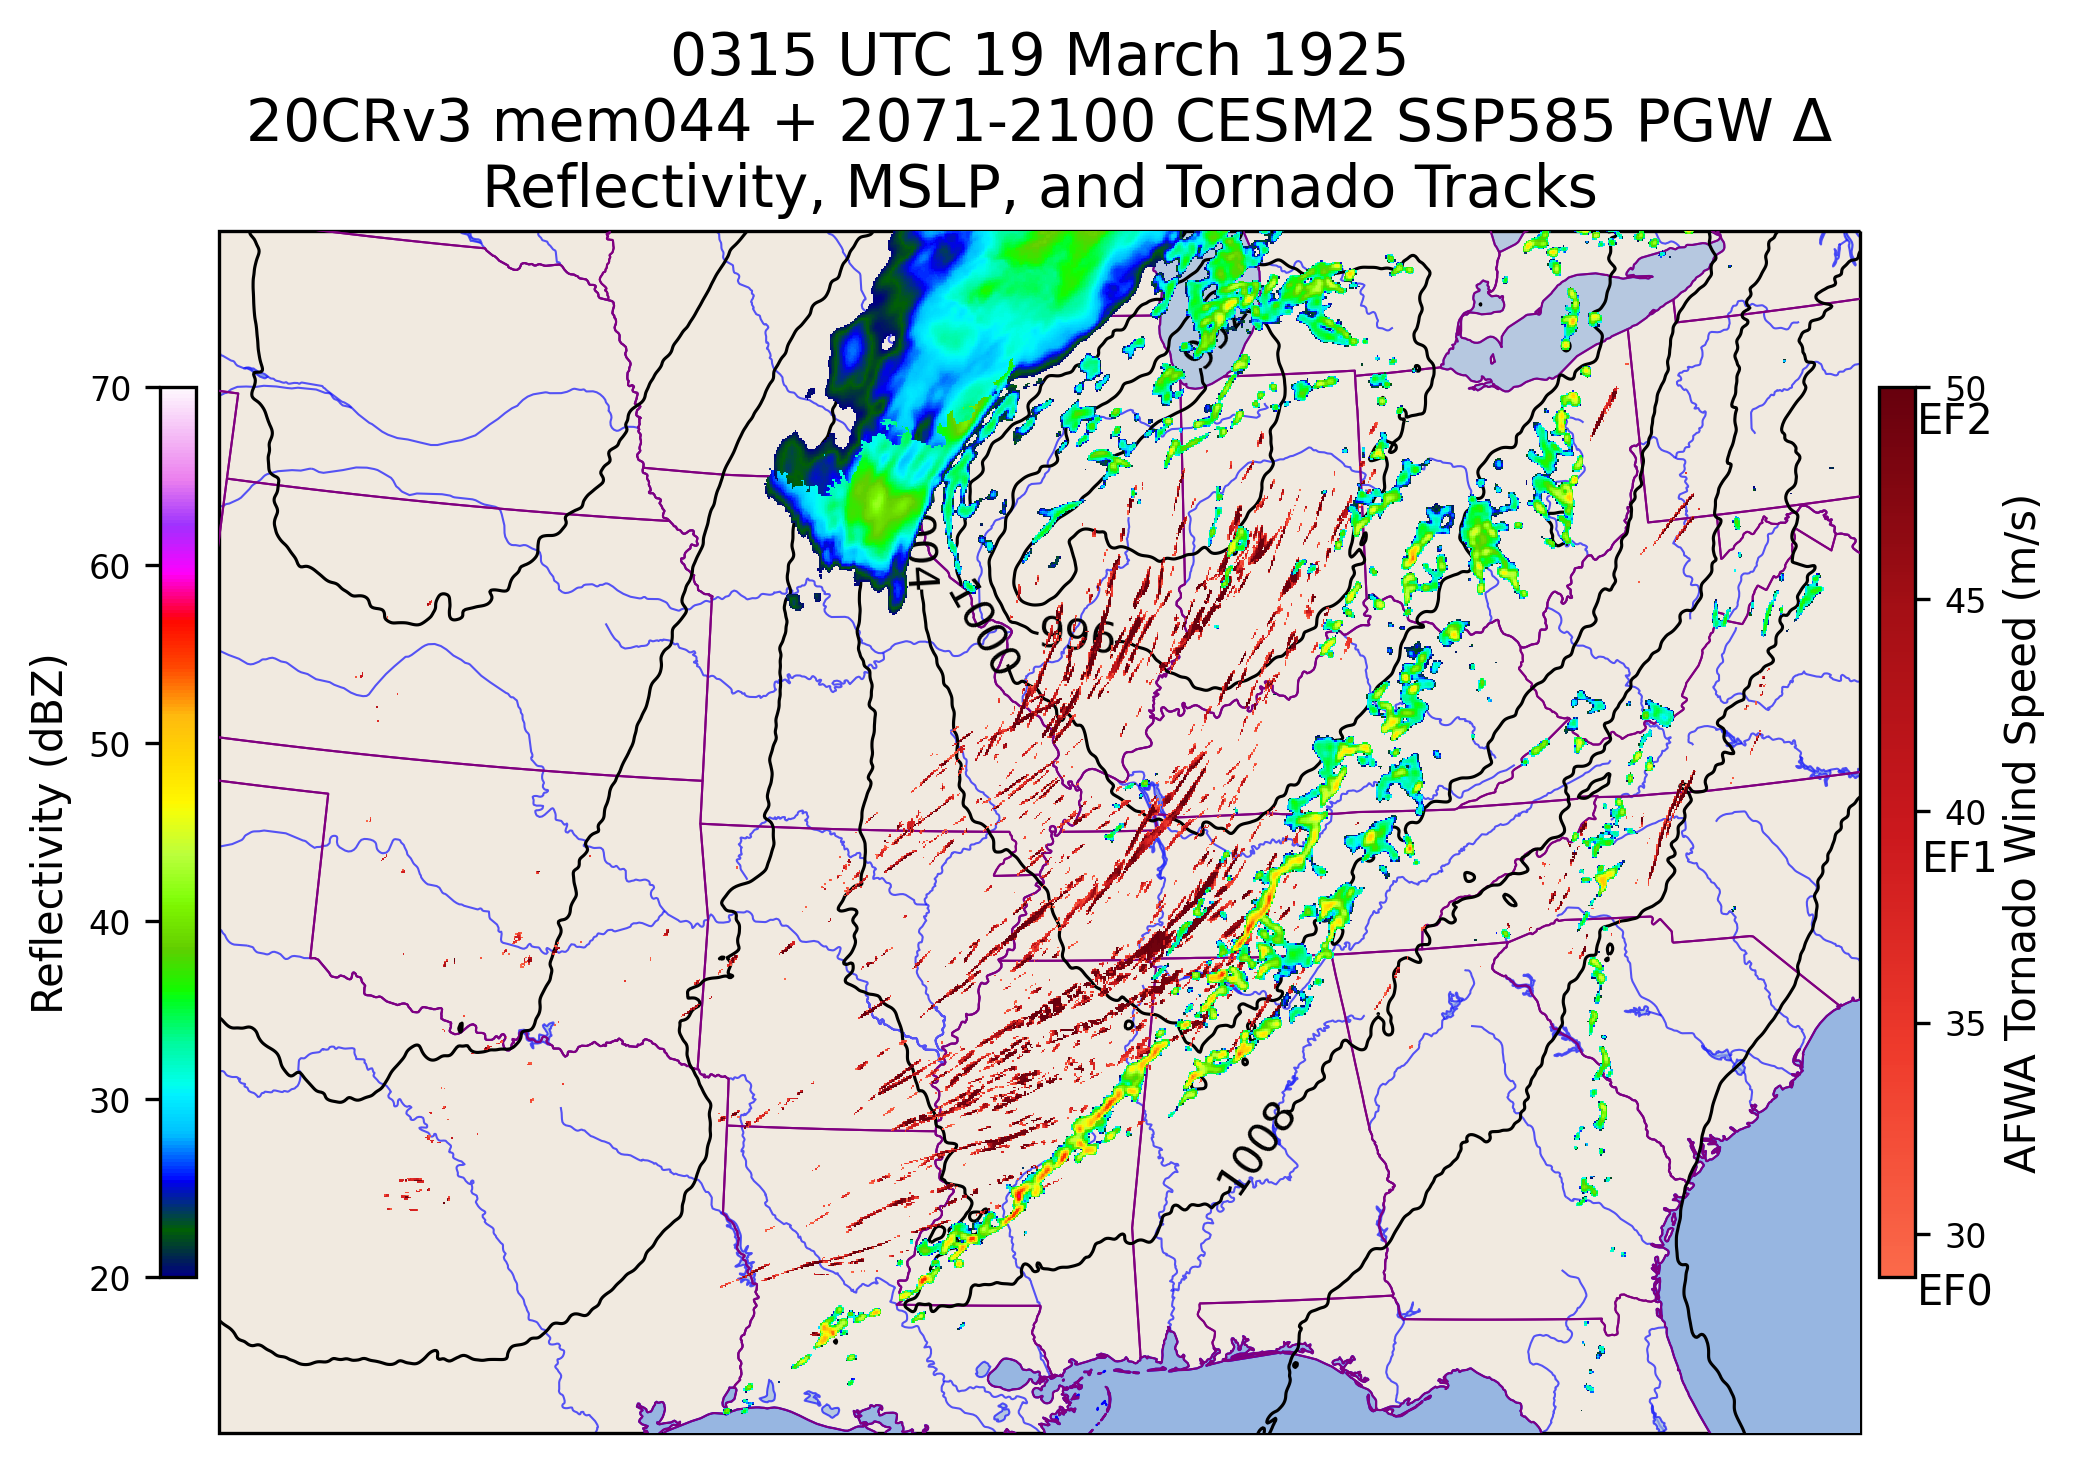 0315 UTC 19 March 1925
20CRv3 mem044 + 2071-2100 CESM2 SSP585 PGW Δ
Reflectivity, MSLP, and Tornado Tracks
70
60
50
40
30
20
Reflectivity (dBZ)
1004
1000
996
1008
50
EF2
45
40
EF1
35
30
EF0
AFWA Tornado Wind Speed (m/s)